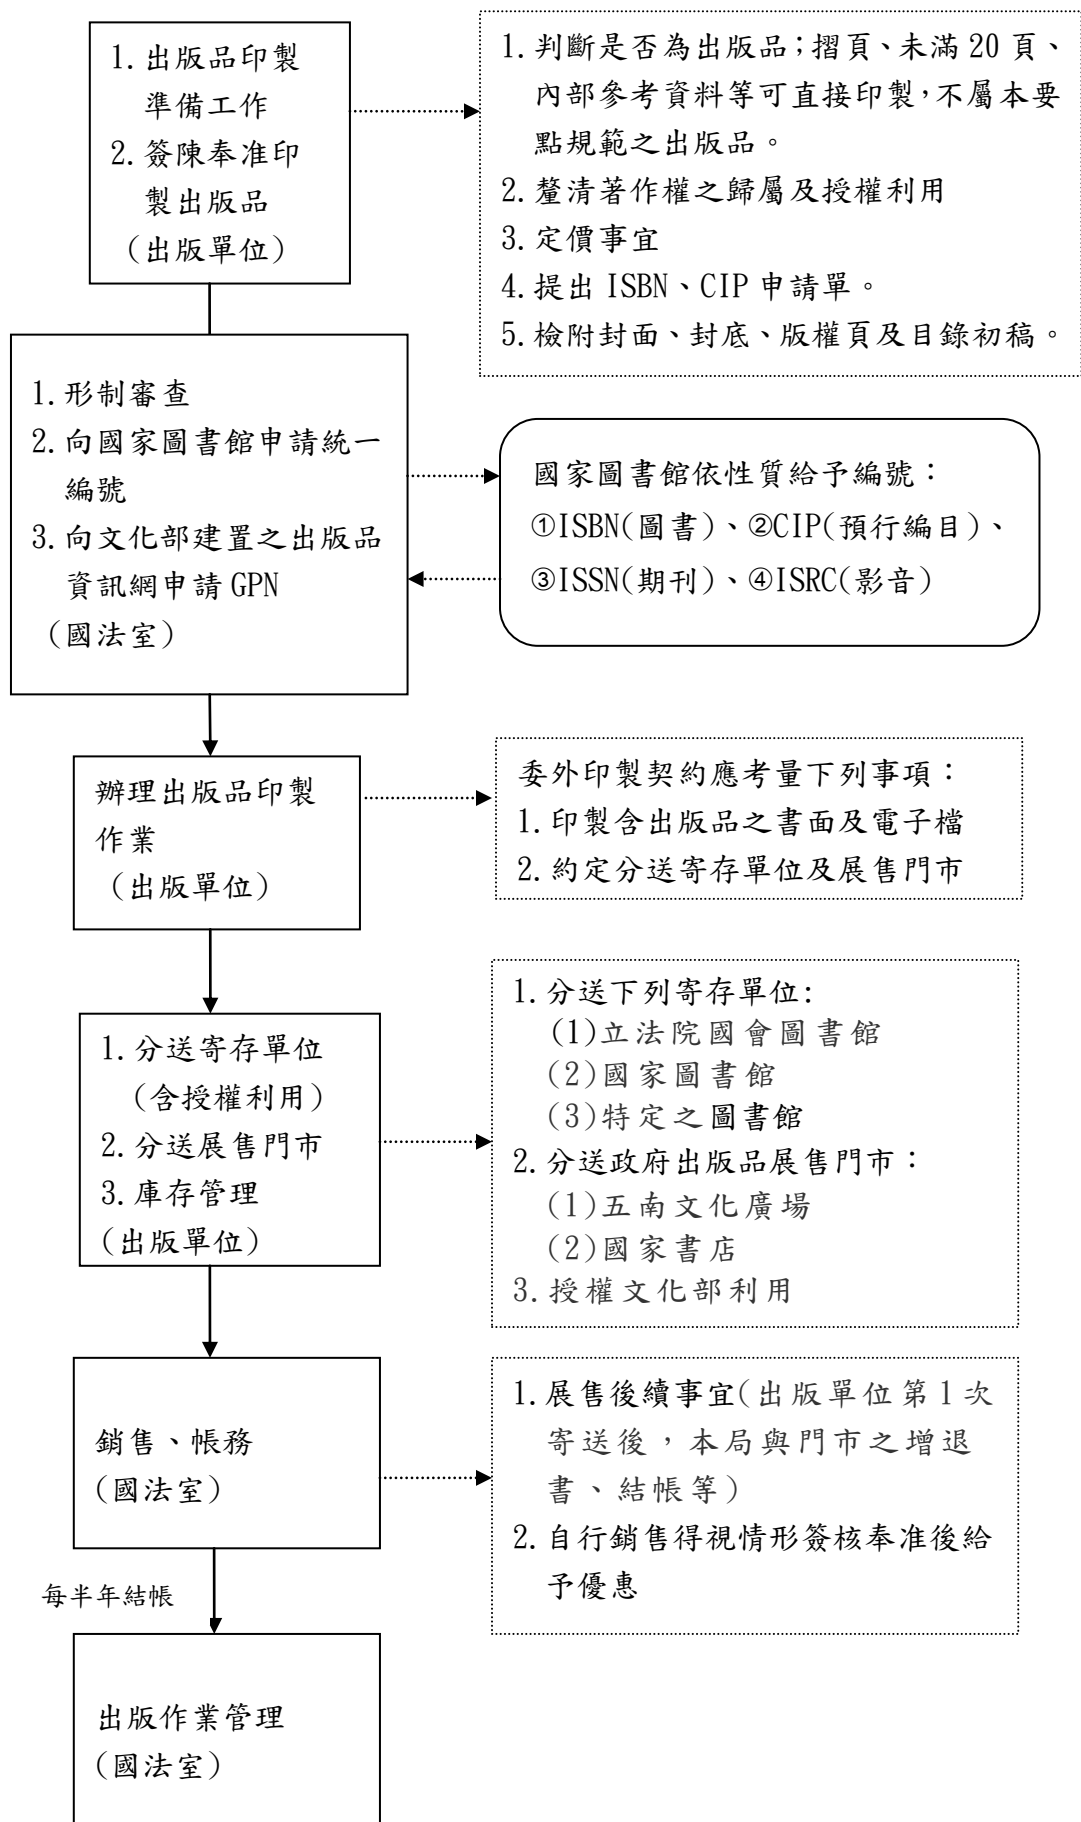 1.出版品印製
準備工作
2.簽陳奉准印
製出版品
(出版單位)
1.判斷是否為出版品;摺頁、未滿20頁、
內部參考資料等可直接印製,不屬本要
點規範之出版品。
2.釐清著作權之歸屬及授權利用
3.定價事宜
4.提出ISBN、CIP申請單。
5.檢附封面、封底、版權頁及目錄初稿。
1.形制審查
2.向國家圖書館申請統一
編號
3.向文化部建置之出版品
資訊網申請GPN
(國法室)
國家圖書館依性質給予編號：
①ISBN(圖書)、②CIP(預行編目)、
③ISSN(期刊)、④ISRC(影音)
辦理出版品印製
作業
(出版單位)
委外印製契約應考量下列事項：
1.印製含出版品之書面及電子檔
2.約定分送寄存單位及展售門市
1.分送寄存單位
(含授權利用)
2.分送展售門市
3.庫存管理
(出版單位)
1.分送下列寄存單位:
(1)立法院國會圖書館
(2)國家圖書館
(3)特定之圖書館
2.分送政府出版品展售門市：
(1)五南文化廣場
(2)國家書店
3.授權文化部利用
銷售、帳務
(國法室)
1.展售後續事宜(出版單位第1次
寄送後，本局與門市之增退
書、結帳等)
2.自行銷售得視情形簽核奉准後給
予優惠
每半年結帳
出版作業管理
(國法室)